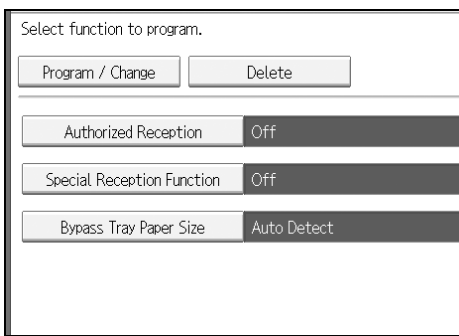 Select function to program.
Program / Change Delete
Authorized Reception Off
Special Reception Function Off
Bypass Tray Paper Size Auto Detect